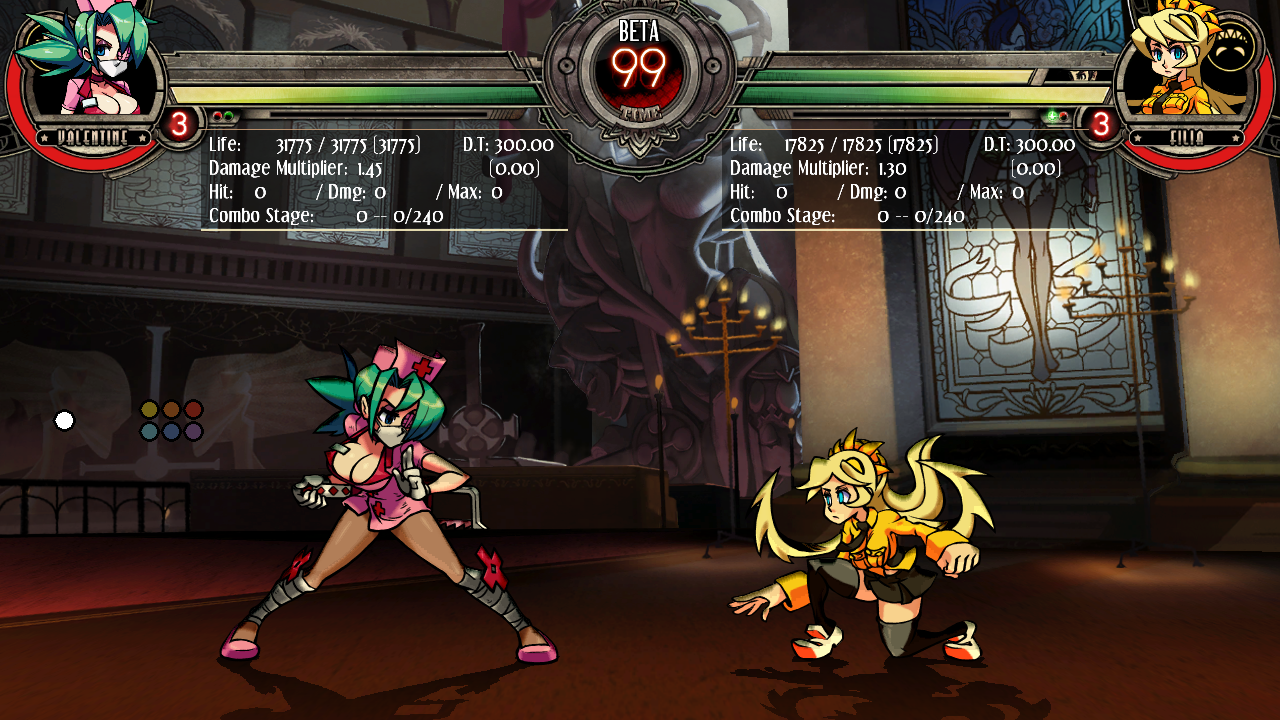 BETA
99
TIME
VALENTINE
3
3
FILIA
Life: 31775 / 31775 (31775) D.T: 300.00
Damage Multiplier: 1.45 (0.00)
Hit: 0 / Dmg: 0 / Max: 0
Combo Stage: 0 -- 0/240
Life: 17825 / 17825 (17825) D.T: 300.00
Damage Multiplier: 1.30 (0.00)
Hit: 0 / Dmg: 0 / Max: 0
Combo Stage: 0 -- 0/240